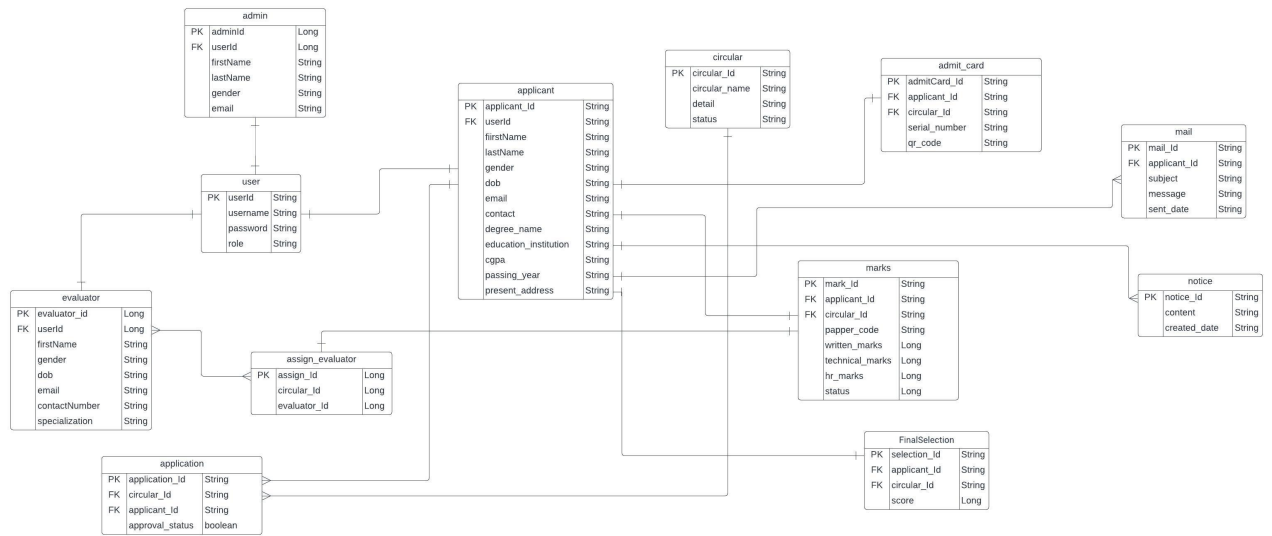 admin
PK adminId Long
FK userId Long
firstName String
lastName String
gender String
email String
user
PK userId String
username String
password String
role String
evaluator
PK evaluator_id Long
FK userId Long
firstName String
gender String
dob String
email String
contactNumber String
specialization String
assign_evaluator
PK assign_Id Long
circular_Id Long
evaluator_Id Long
application
PK application_Id String
FK circular_Id String
FK applicant_Id String
approval_status boolean
applicant
PK applicant_Id String
FK userId String
fiirstName String
lastName String
gender String
dob String
email String
contact String
degree_name String
education_institution String
cgpa String
passing_year String
present_address String
circular
PK circular_Id String
circular_name String
detail String
status String
admit_card
PK admitCard_Id String
FK applicant_Id String
FK circular_Id String
serial_number String
qr_code String
mail
PK mail_Id String
FK applicant_Id String
subject String
message String
sent_date String
marks
PK mark_Id String
FK applicant_Id String
FK circular_Id String
papper_code String
written_marks Long
technical_marks Long
hr_marks Long
status Long
notice
PK notice_Id String
content String
created_date String
FinalSelection
PK selection_Id String
FK applicant_Id String
FK circular_Id String
score Long